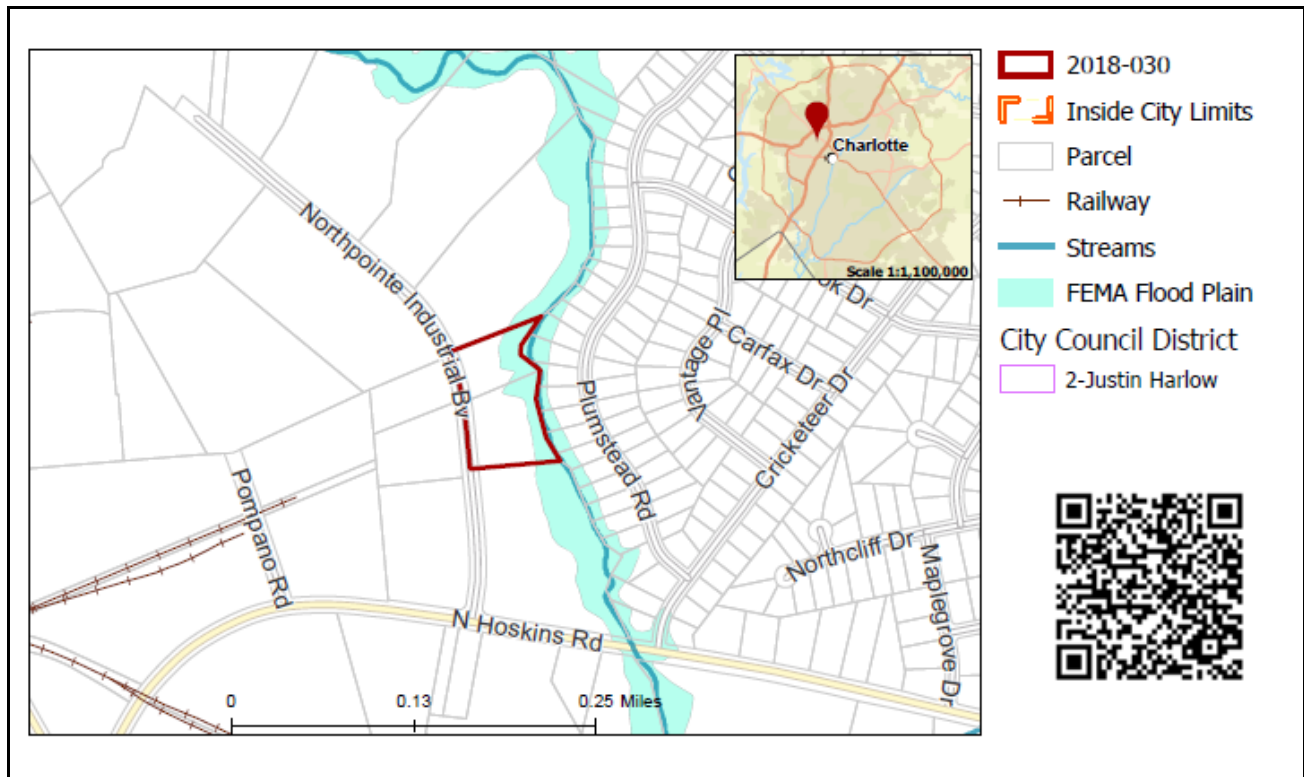 2018-030
Inside City Limits
Parcel
Railway
Streams
FEMA Flood Plain
City Council District
2-Justin Harlow
Charlotte
Scale 1:1,100,000
Northpointe Industrial Bv
ok Dr
Vantage Pl
Carfax Dr
Cricketeer Dr
Plumstead Rd
Pompano Rd
Northcliff Dr
Maplegrove Dr
N Hoskins Rd
0 0.13 0.25 Miles